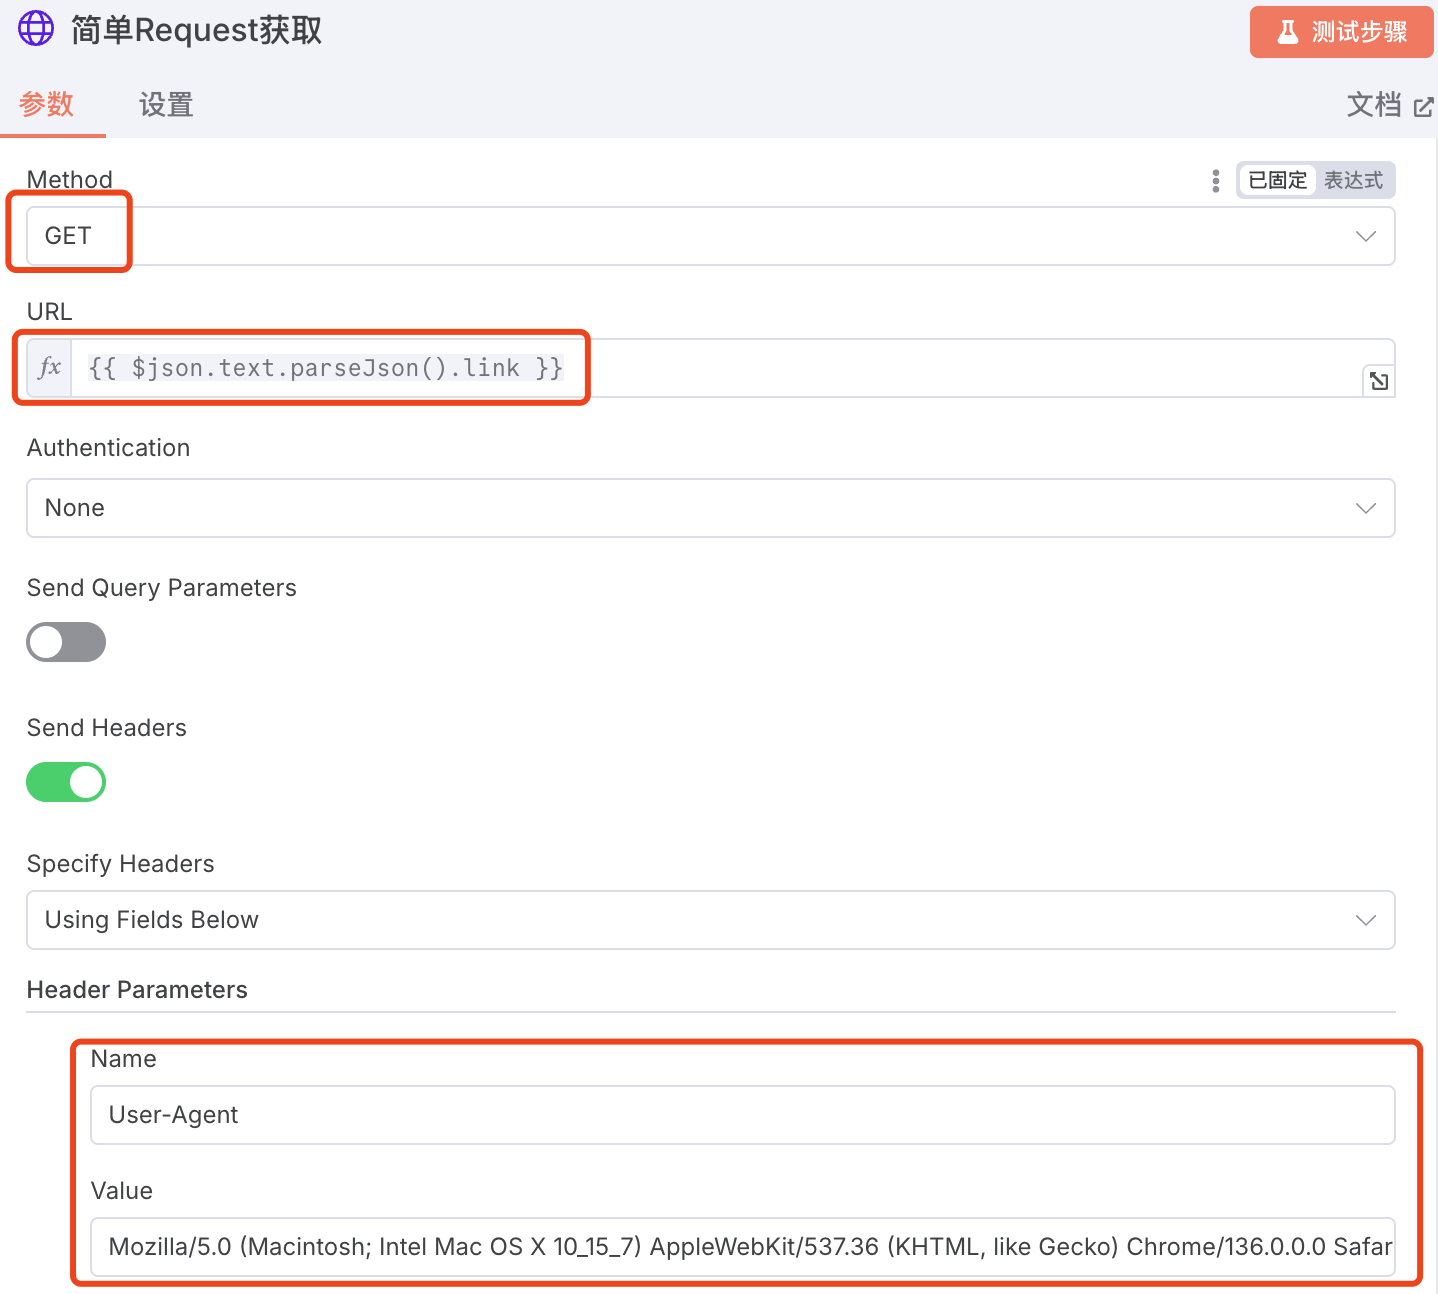 简单Request获取
测试步骤
参数
设置
文档
Method
已固定 表达式
GET
URL
fx {{ $json.text.parseJson().link }}
Authentication
None
Send Query Parameters
Send Headers
Specify Headers
Using Fields Below
Header Parameters
Name
User-Agent
Value
Mozilla/5.0 (Macintosh; Intel Mac OS X 10_15_7) AppleWebKit/537.36 (KHTML, like Gecko) Chrome/136.0.0.0 Safar